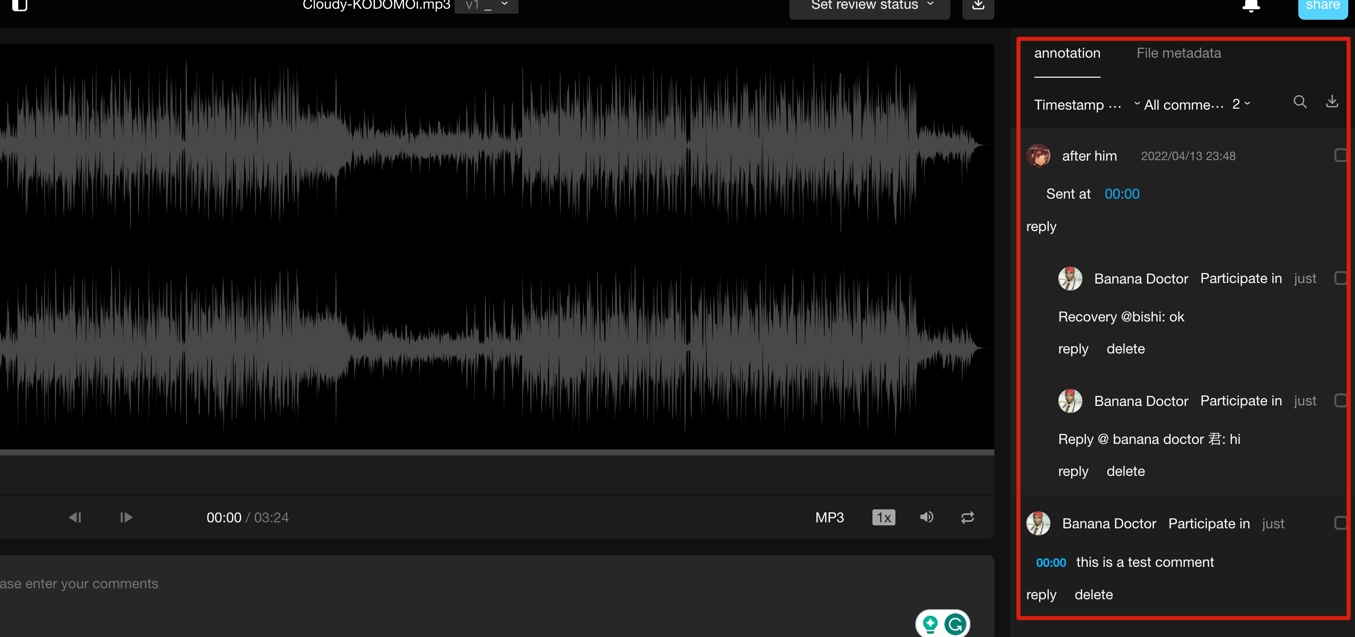 Cloudy-KODOMOi.mp3 v1 _
Set review status
share
annotation File metadata
Timestamp ... All comme... 2
after him 2022/04/13 23:48
Sent at 00:00
reply
Banana Doctor Participate in just
Recovery @bishi: ok
reply delete
Banana Doctor Participate in just
Reply @ banana doctor 君: hi
reply delete
Banana Doctor Participate in just
00:00 this is a test comment
reply delete
00:00 / 03:24
MP3 1x
ase enter your comments